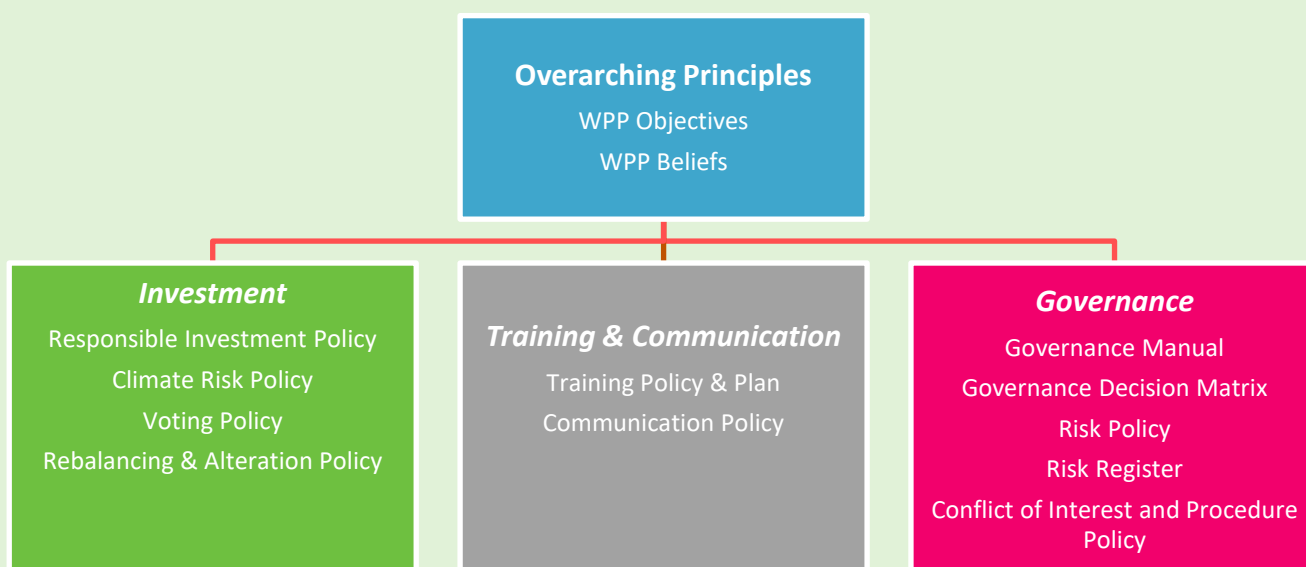 Overarching Principles
WPP Objectives
WPP Beliefs
Investment
Responsible Investment Policy
Climate Risk Policy
Voting Policy
Rebalancing & Alteration Policy
Training & Communication
Training Policy & Plan
Communication Policy
Governance
Governance Manual
Governance Decision Matrix
Risk Policy
Risk Register
Conflict of Interest and Procedure
Policy